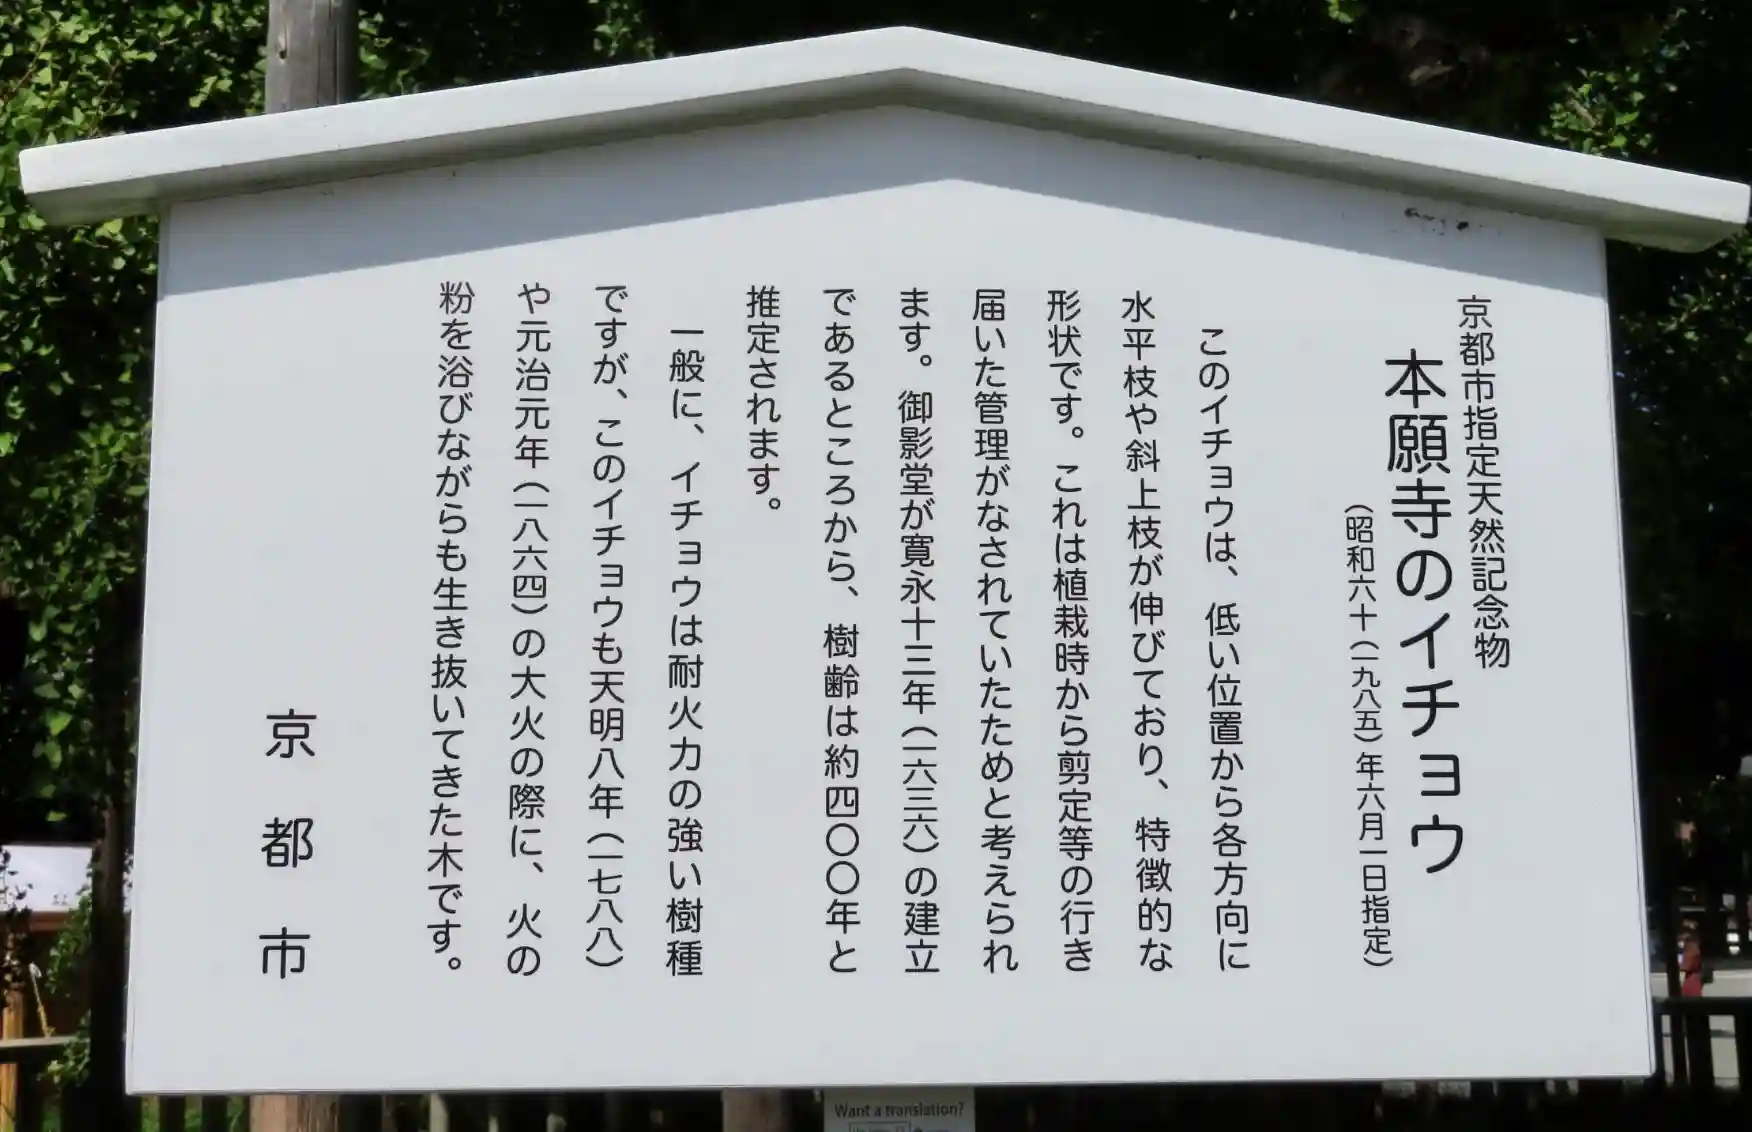 京都市指定天然記念物
本願寺のイチョウ
（昭和六十（一九八五）年六月一日指定）
このイチョウは、低い位置から各方向に
水平枝や斜上枝が伸びており、特徴的な
形状です。これは植栽時から剪定等の行き
届いた管理がなされていたためと考えられ
ます。御影堂が寛永十三年（一六三六）の建立
であるところから、樹齢は約四〇〇年と
推定されます。
一般に、イチョウは耐火力の強い樹種
ですが、このイチョウも天明八年（一七八八）
や元治元年（一八六四）の大火の際に、火の
粉を浴びながらも生き抜いてきた木です。
京都市
Want a translation?